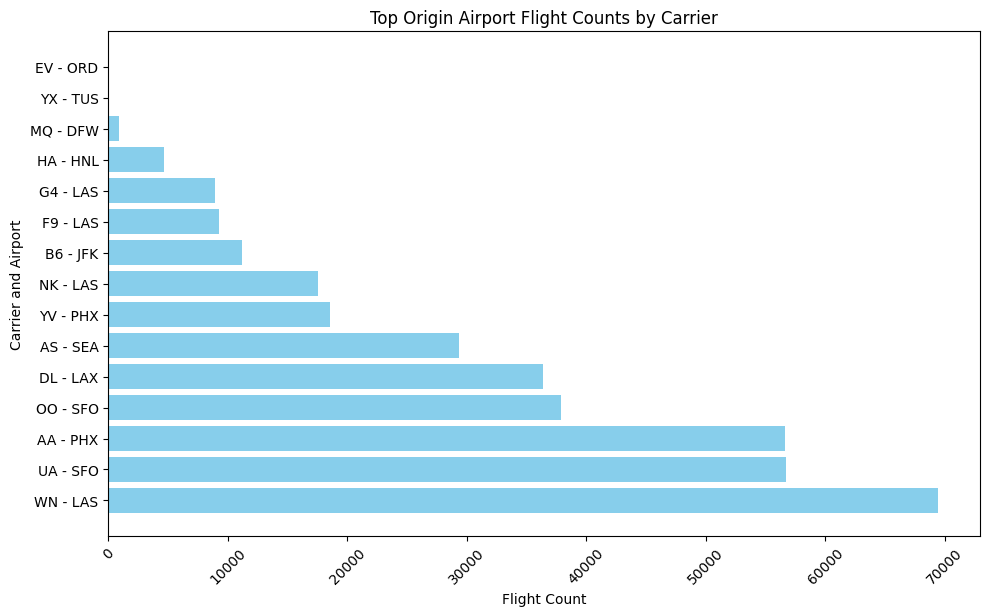 Top Origin Airport Flight Counts by Carrier
Carrier and Airport
EV - ORD
YX - TUS
MQ - DFW
HA - HNL
G4 - LAS
F9 - LAS
B6 - JFK
NK - LAS
YV - PHX
AS - SEA
DL - LAX
OO - SFO
AA - PHX
UA - SFO
WN - LAS
0
10000
20000
30000
40000
50000
60000
70000
Flight Count